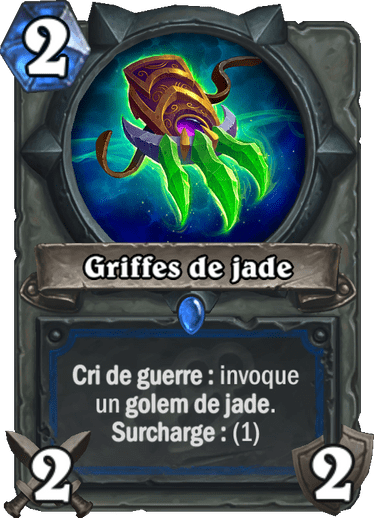 2
Griffes de jade
Cri de guerre : invoque
un golem de jade.
Surcharge : (1)
2
2